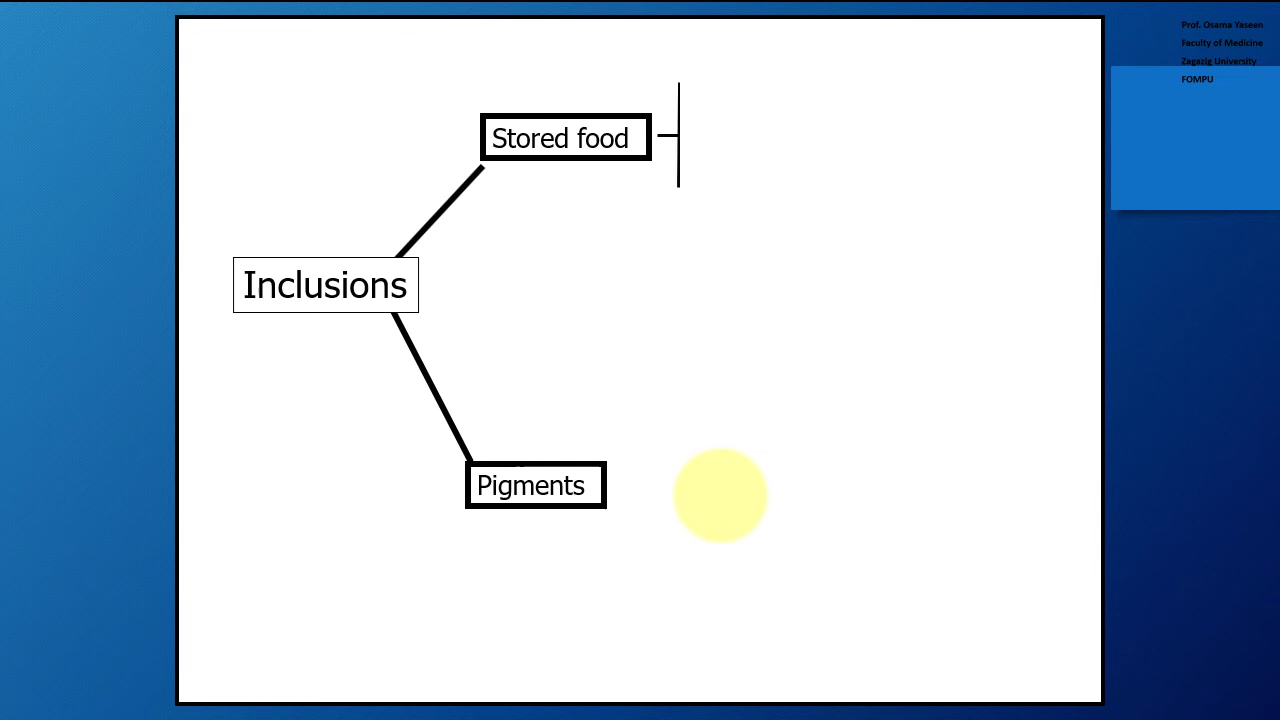 Prof. Osama Yaseen
Faculty of Medicine
Zagazig University
FOMPU
Stored food
Inclusions
Pigments